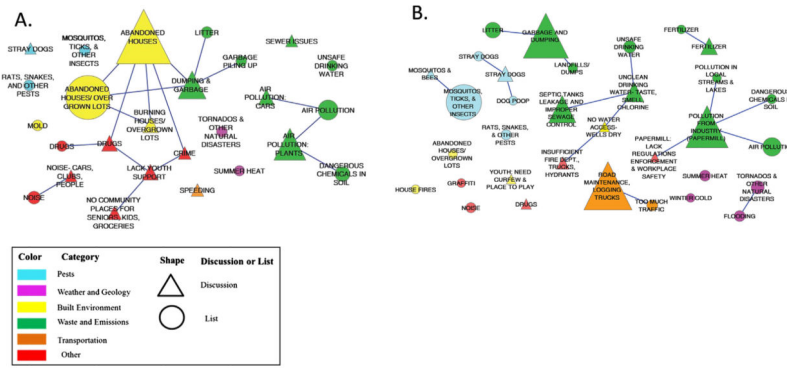 A.
ABANDONED
HOUSES
MOSQUITOS,
TICKS, &
OTHER
INSECTS
STRAY DOGS
LITTER
SEWER ISSUES
GARBAGE
PILING UP
UNSAFE
DRINKING
WATER
RATS, SNAKES,
AND OTHER
PESTS
ABANDONED
HOUSES/OVER
GROWN LOTS
DUMPING &
GARBAGE
AIR
POLLUTION:
CARS
AIR POLLUTION
MOLD
BURNING
HOUSES/
OVERGROWN
LOTS
TORNADOS &
OTHER
NATURAL
DISASTERS
AIR
POLLUTION:
PLANTS
DRUGS
DRUGS
CRIME
NOISE- CARS,
CLUBS,
PEOPLE
LACK YOUTH
SUPPORT
SUMMER HEAT
DANGEROUS
CHEMICALS IN
SOIL
NOISE
SPEEDING
NO COMMUNITY
PLACES FOR
SENIORS, KIDS,
GROCERIES
B.
LITTER
GARBAGE AND
DUMPING
UNSAFE
DRINKING
WATER
FERTILIZER
FERTILIZER
STRAY DOGS
MOSQUITOS &
BEES
STRAY DOGS
LANDFILLS/
DUMPS
POLLUTION IN
LOCAL
STREAMS &
LAKES
MOSQUITOS,
TICKS, &
OTHER
INSECTS
DOG POOP
SEPTIC TANKS
LEAKAGE AND
IMPROPER
SEWAGE
CONTROL
UNCLEAN
DRINKING
WATER- TASTE,
SMELL,
CHLORINE
DANGEROUS
CHEMICALS IN
SOIL
RATS, SNAKES,
& OTHER
PESTS
NO WATER
ACCESS-
WELLS DRY
POLLUTION
FROM
INDUSTRY
(PAPERMILL)
ABANDONED
HOUSES/
OVERGROWN
LOTS
INSUFFICIENT
FIRE DEPT.,
TRUCKS,
HYDRANTS
PAPERMILL:
LACK
REGULATIONS
ENFORCEMENT
& WORKPLACE
SAFETY
AIR POLLUTION
HOUSE FIRES
GRAFFITI
YOUTH; NEED
CURFEW &
PLACE TO PLAY
ROAD
MAINTENANCE,
LOGGING
TRUCKS
SUMMER HEAT
TORNADOS &
OTHER
NATURAL
DISASTERS
NOISE
DRUGS
TOO MUCH
TRAFFIC
WINTER COLD
FLOODING
Color Category Shape Discussion or List
Pests
Weather and Geology
Built Environment
Waste and Emissions
Transportation
Other
Discussion
List